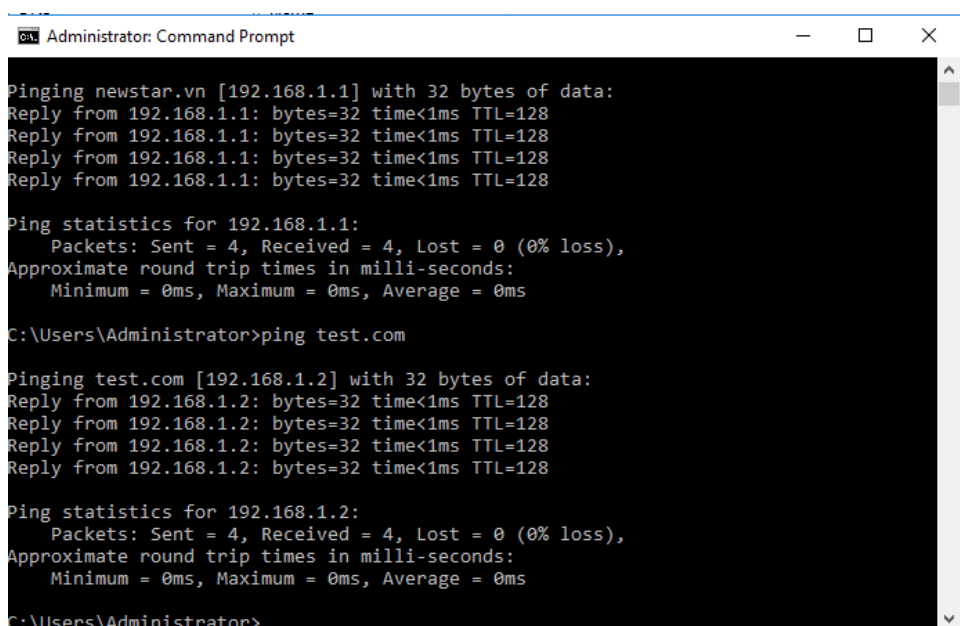 Administrator: Command Prompt
Pinging newstar.vn [192.168.1.1] with 32 bytes of data:
Reply from 192.168.1.1: bytes=32 time<1ms TTL=128
Reply from 192.168.1.1: bytes=32 time<1ms TTL=128
Reply from 192.168.1.1: bytes=32 time<1ms TTL=128
Reply from 192.168.1.1: bytes=32 time<1ms TTL=128
Ping statistics for 192.168.1.1:
    Packets: Sent = 4, Received = 4, Lost = 0 (0% loss),
Approximate round trip times in milli-seconds:
    Minimum = 0ms, Maximum = 0ms, Average = 0ms
C:\Users\Administrator>ping test.com
Pinging test.com [192.168.1.2] with 32 bytes of data:
Reply from 192.168.1.2: bytes=32 time<1ms TTL=128
Reply from 192.168.1.2: bytes=32 time<1ms TTL=128
Reply from 192.168.1.2: bytes=32 time<1ms TTL=128
Reply from 192.168.1.2: bytes=32 time<1ms TTL=128
Ping statistics for 192.168.1.2:
    Packets: Sent = 4, Received = 4, Lost = 0 (0% loss),
Approximate round trip times in milli-seconds:
    Minimum = 0ms, Maximum = 0ms, Average = 0ms
C:\Users\Administrator>